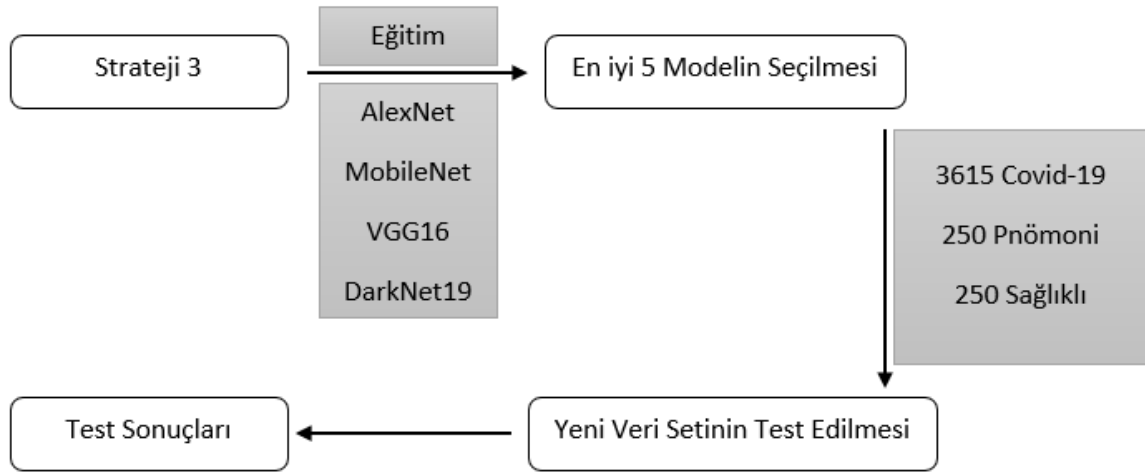 Strateji 3
Eğitim
AlexNet
MobileNet
VGG16
DarkNet19
En iyi 5 Modelin Seçilmesi
3615 Covid-19
250 Pnömoni
250 Sağlıklı
Yeni Veri Setinin Test Edilmesi
Test Sonuçları